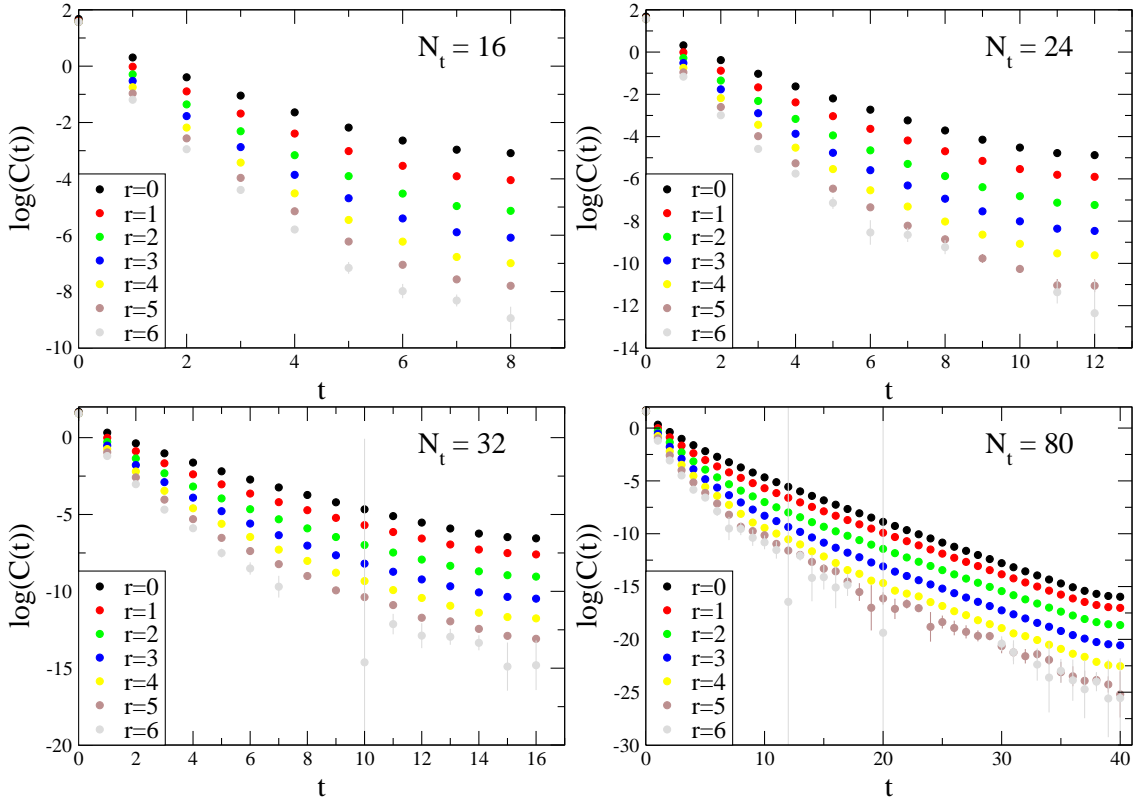 2
0
-2
-4
-6
-8
-10
log(C(t))
N_t = 16
r=0
r=1
r=2
r=3
r=4
r=5
r=6
0 2 4 6 8
t
2
0
-2
-4
-6
-8
-10
-12
-14
log(C(t))
N_t = 24
r=0
r=1
r=2
r=3
r=4
r=5
r=6
0 2 4 6 8 10 12
t
0
-5
-10
-15
-20
log(C(t))
N_t = 32
r=0
r=1
r=2
r=3
r=4
r=5
r=6
0 2 4 6 8 10 12 14 16
t
0
-5
-10
-15
-20
-25
-30
log(C(t))
N_t = 80
r=0
r=1
r=2
r=3
r=4
r=5
r=6
0 10 20 30 40
t